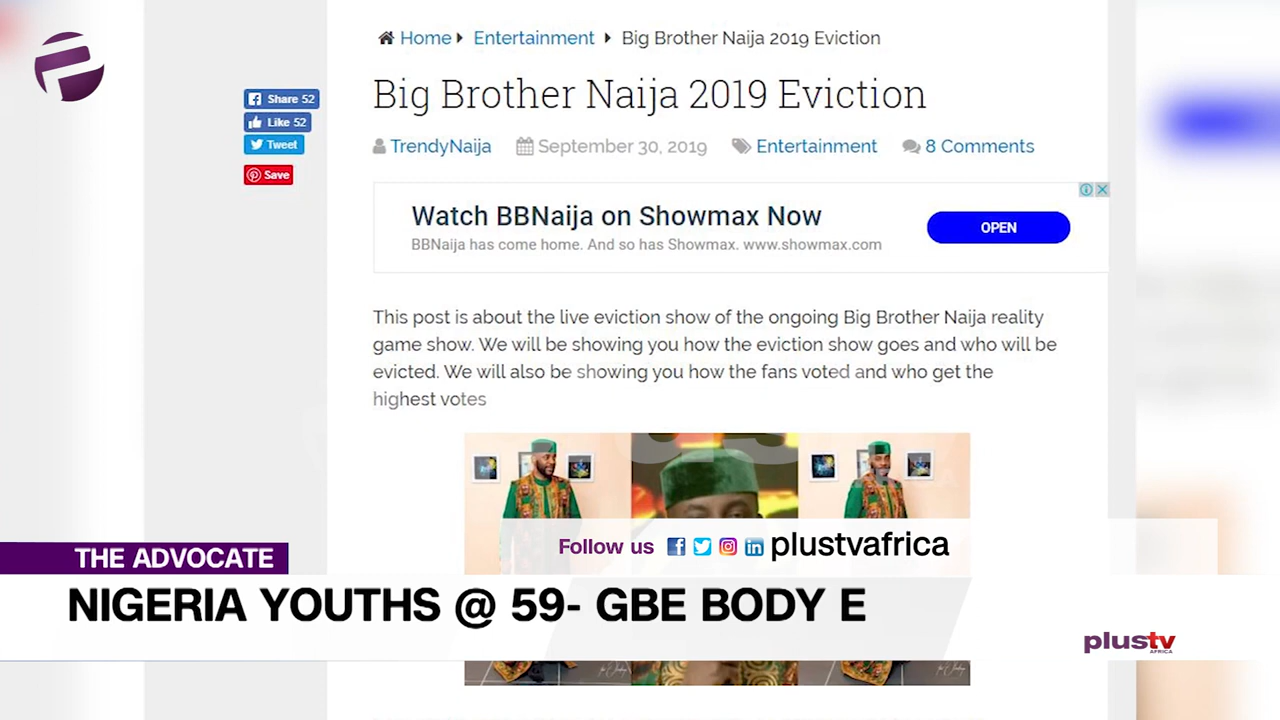 Home Entertainment Big Brother Naija 2019 Eviction
Big Brother Naija 2019 Eviction
Share 52
Like 52
Tweet
Save
TrendyNaija September 30, 2019 Entertainment 8 Comments
Watch BBNaija on Showmax Now
BBNaija has come home. And so has Showmax. www.showmax.com
OPEN
This post is about the live eviction show of the ongoing Big Brother Naija reality
game show. We will be showing you how the eviction show goes and who will be
evicted. We will also be showing you how the fans voted and who get the
highest votes
Follow us plustvafrica
THE ADVOCATE
NIGERIA YOUTHS @ 59- GBE BODY E
plustv
AFRICA